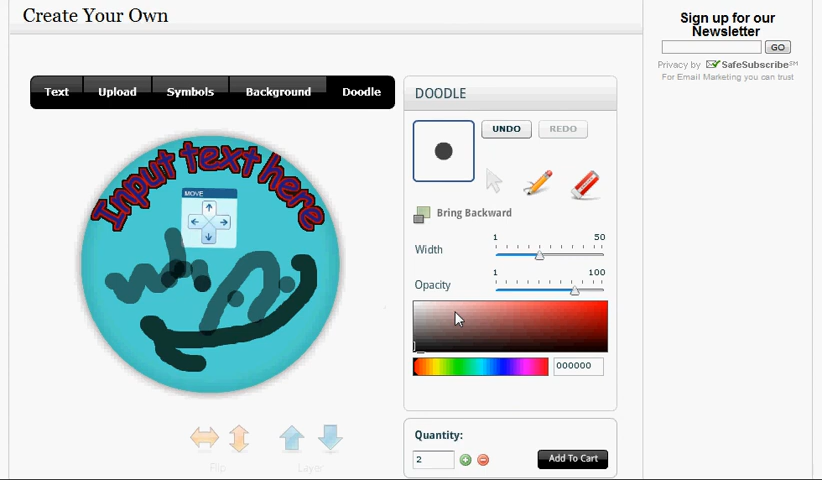 Create Your Own
Sign up for our
Newsletter
GO
Privacy by SafeSubscribe℠
For Email Marketing you can trust
Text Upload Symbols Background Doodle
DOODLE
UNDO REDO
Input text here
MOVE
Bring Backward
1 50
Width
1 100
Opacity
000000
Flip Layer
Quantity:
2
Add To Cart